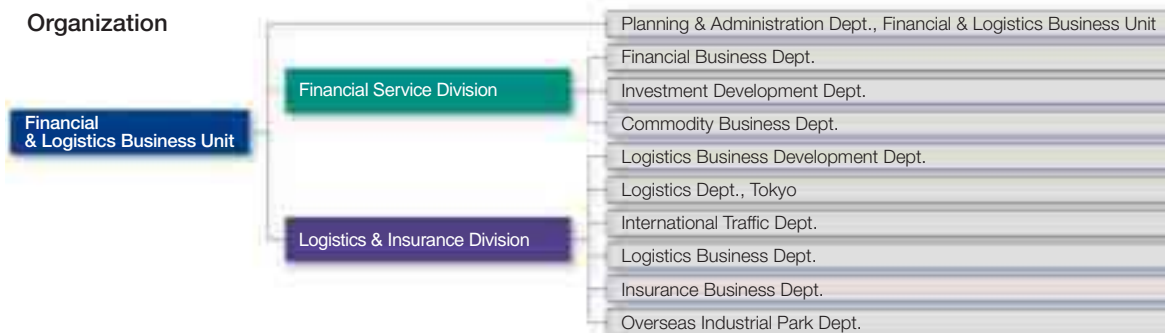 Organization
Planning & Administration Dept., Financial & Logistics Business Unit
Financial Business Dept.
Financial Service Division
Investment Development Dept.
Commodity Business Dept.
Financial
& Logistics Business Unit
Logistics Business Development Dept.
Logistics Dept., Tokyo
International Traffic Dept.
Logistics & Insurance Division
Logistics Business Dept.
Insurance Business Dept.
Overseas Industrial Park Dept.